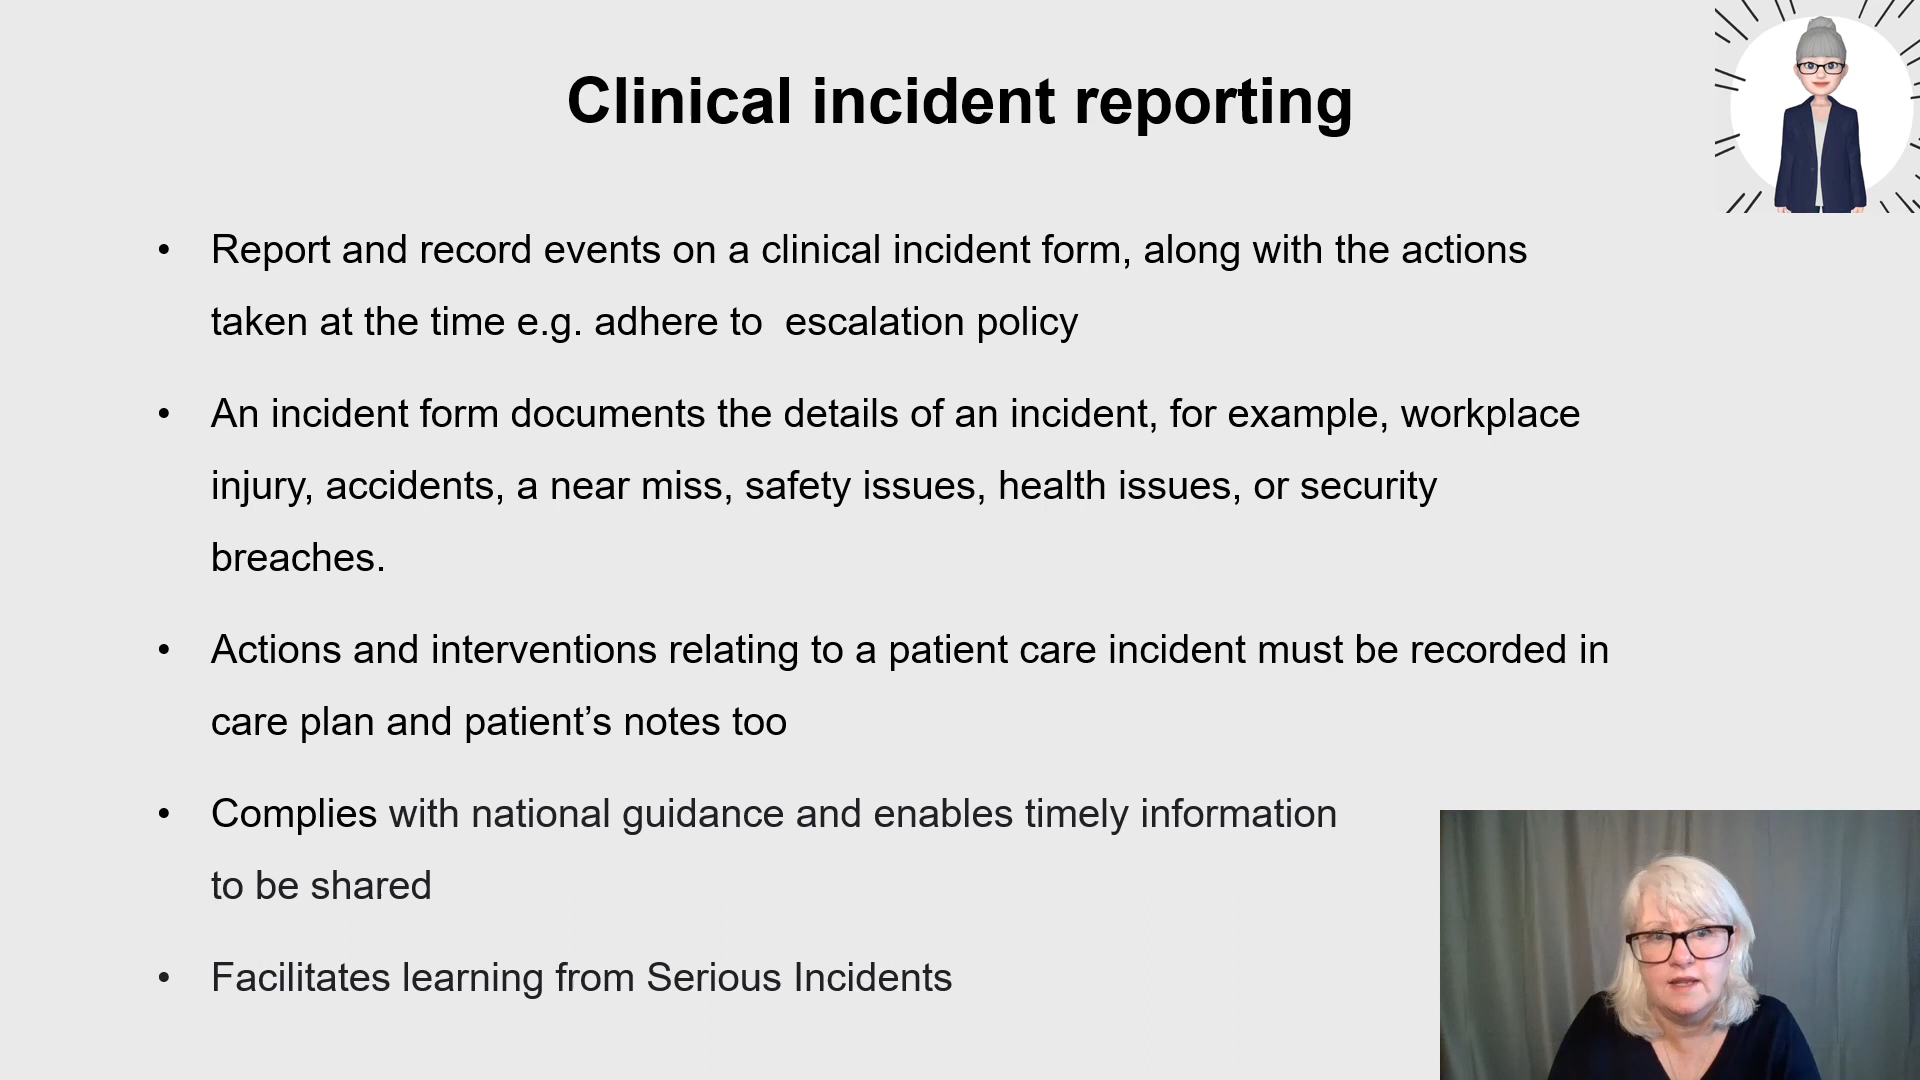 Clinical incident reporting
• Report and record events on a clinical incident form, along with the actions
taken at the time e.g. adhere to  escalation policy
• An incident form documents the details of an incident, for example, workplace
injury, accidents, a near miss, safety issues, health issues, or security
breaches.
• Actions and interventions relating to a patient care incident must be recorded in
care plan and patient’s notes too
• Complies with national guidance and enables timely information
to be shared
• Facilitates learning from Serious Incidents